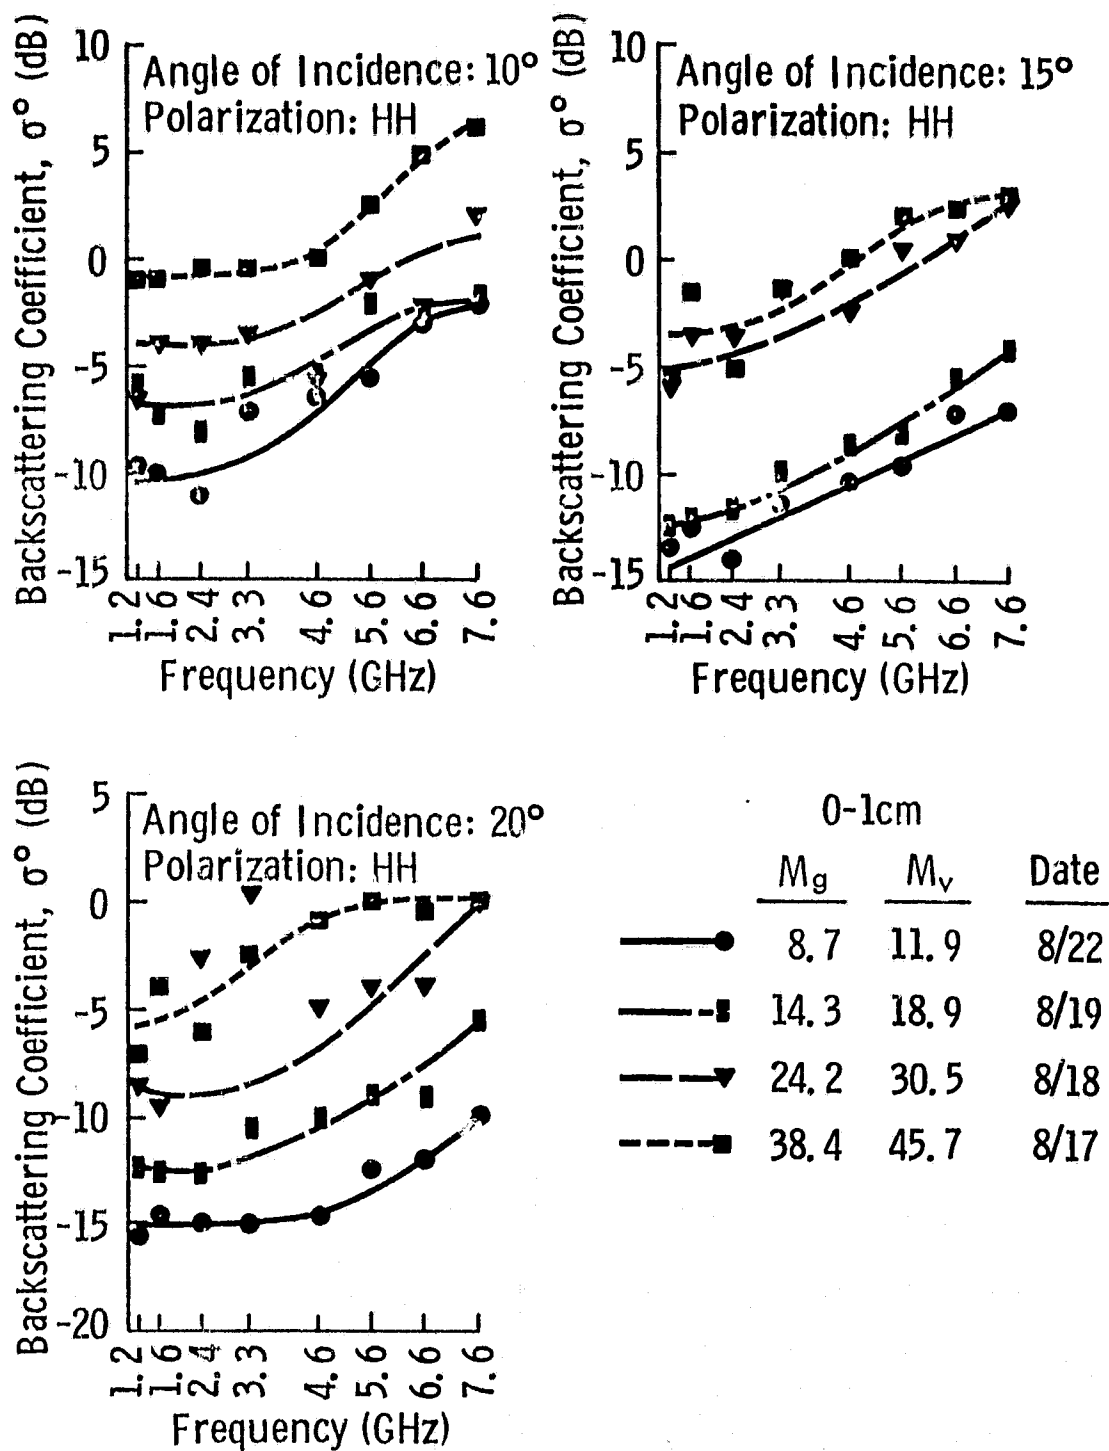 Backscattering Coefficient, σ° (dB)
10
5
0
-5
-10
-15
Angle of Incidence: 10°
Polarization: HH
1.2
1.6
2.4
3.3
4.6
5.6
6.6
7.6
Frequency (GHz)
Backscattering Coefficient, σ° (dB)
10
5
0
-5
-10
-15
Angle of Incidence: 15°
Polarization: HH
1.2
1.6
2.4
3.3
4.6
5.6
6.6
7.6
Frequency (GHz)
Backscattering Coefficient, σ° (dB)
5
0
-5
-10
-15
-20
Angle of Incidence: 20°
Polarization: HH
1.2
1.6
2.4
3.3
4.6
5.6
6.6
7.6
Frequency (GHz)
0-1cm
Mg Mv Date
8.7 11.9 8/22
14.3 18.9 8/19
24.2 30.5 8/18
38.4 45.7 8/17